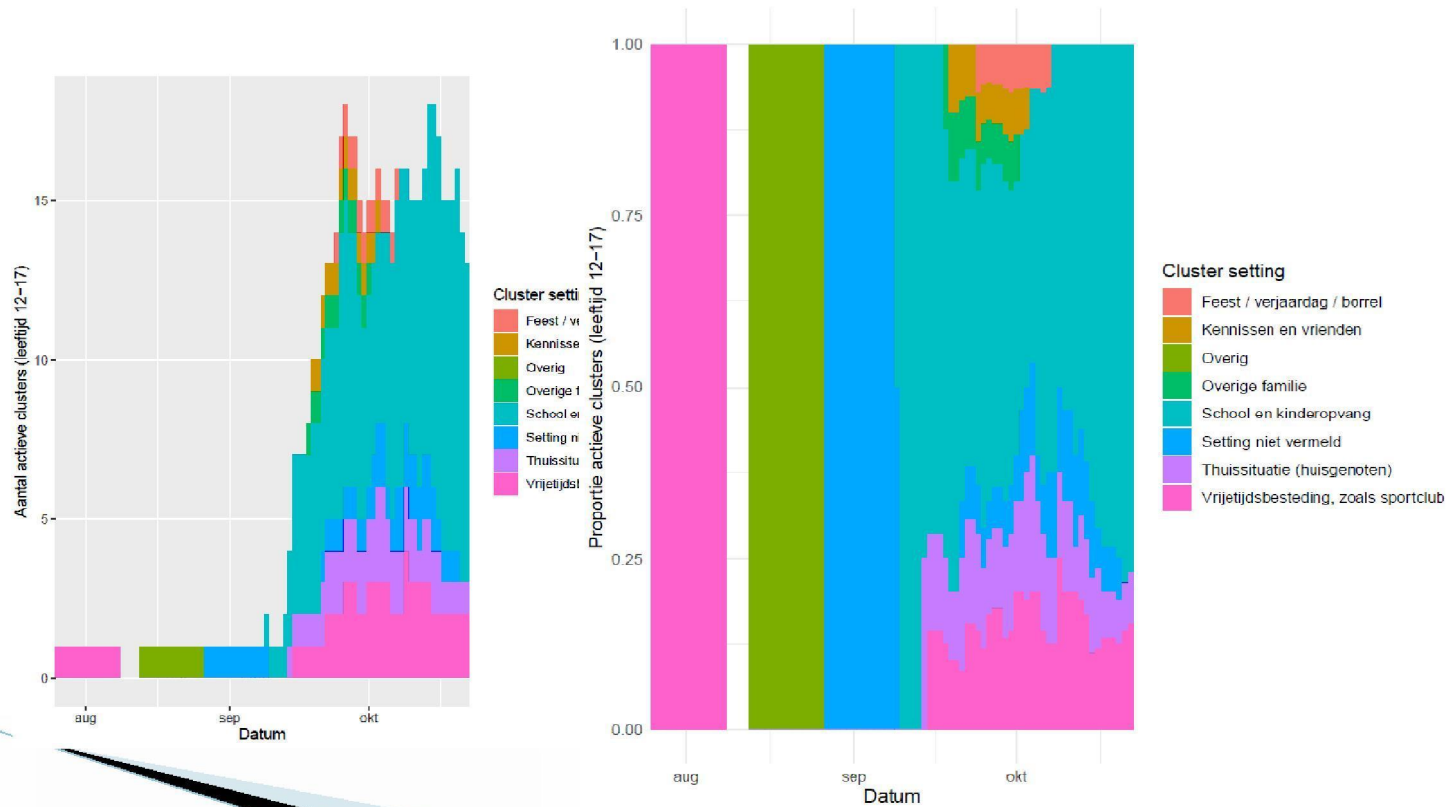 Aantal actieve clusters (leeftijd 12-17)
15
10
5
0
aug
sep
okt
Datum
Cluster setti
Feest / ve
Kennisse
Overig
Overige f
School er
Setting ni
Thuissitu
Vrijetijdsl
Proportie actieve clusters (leeftijd 12-17)
1.00
0.75
0.50
0.25
0.00
aug
sep
okt
Datum
Cluster setting
Feest / verjaardag / borrel
Kennissen en vrienden
Overig
Overige familie
School en kinderopvang
Setting niet vermeld
Thuissituatie (huisgenoten)
Vrijetijdsbesteding, zoals sportclub